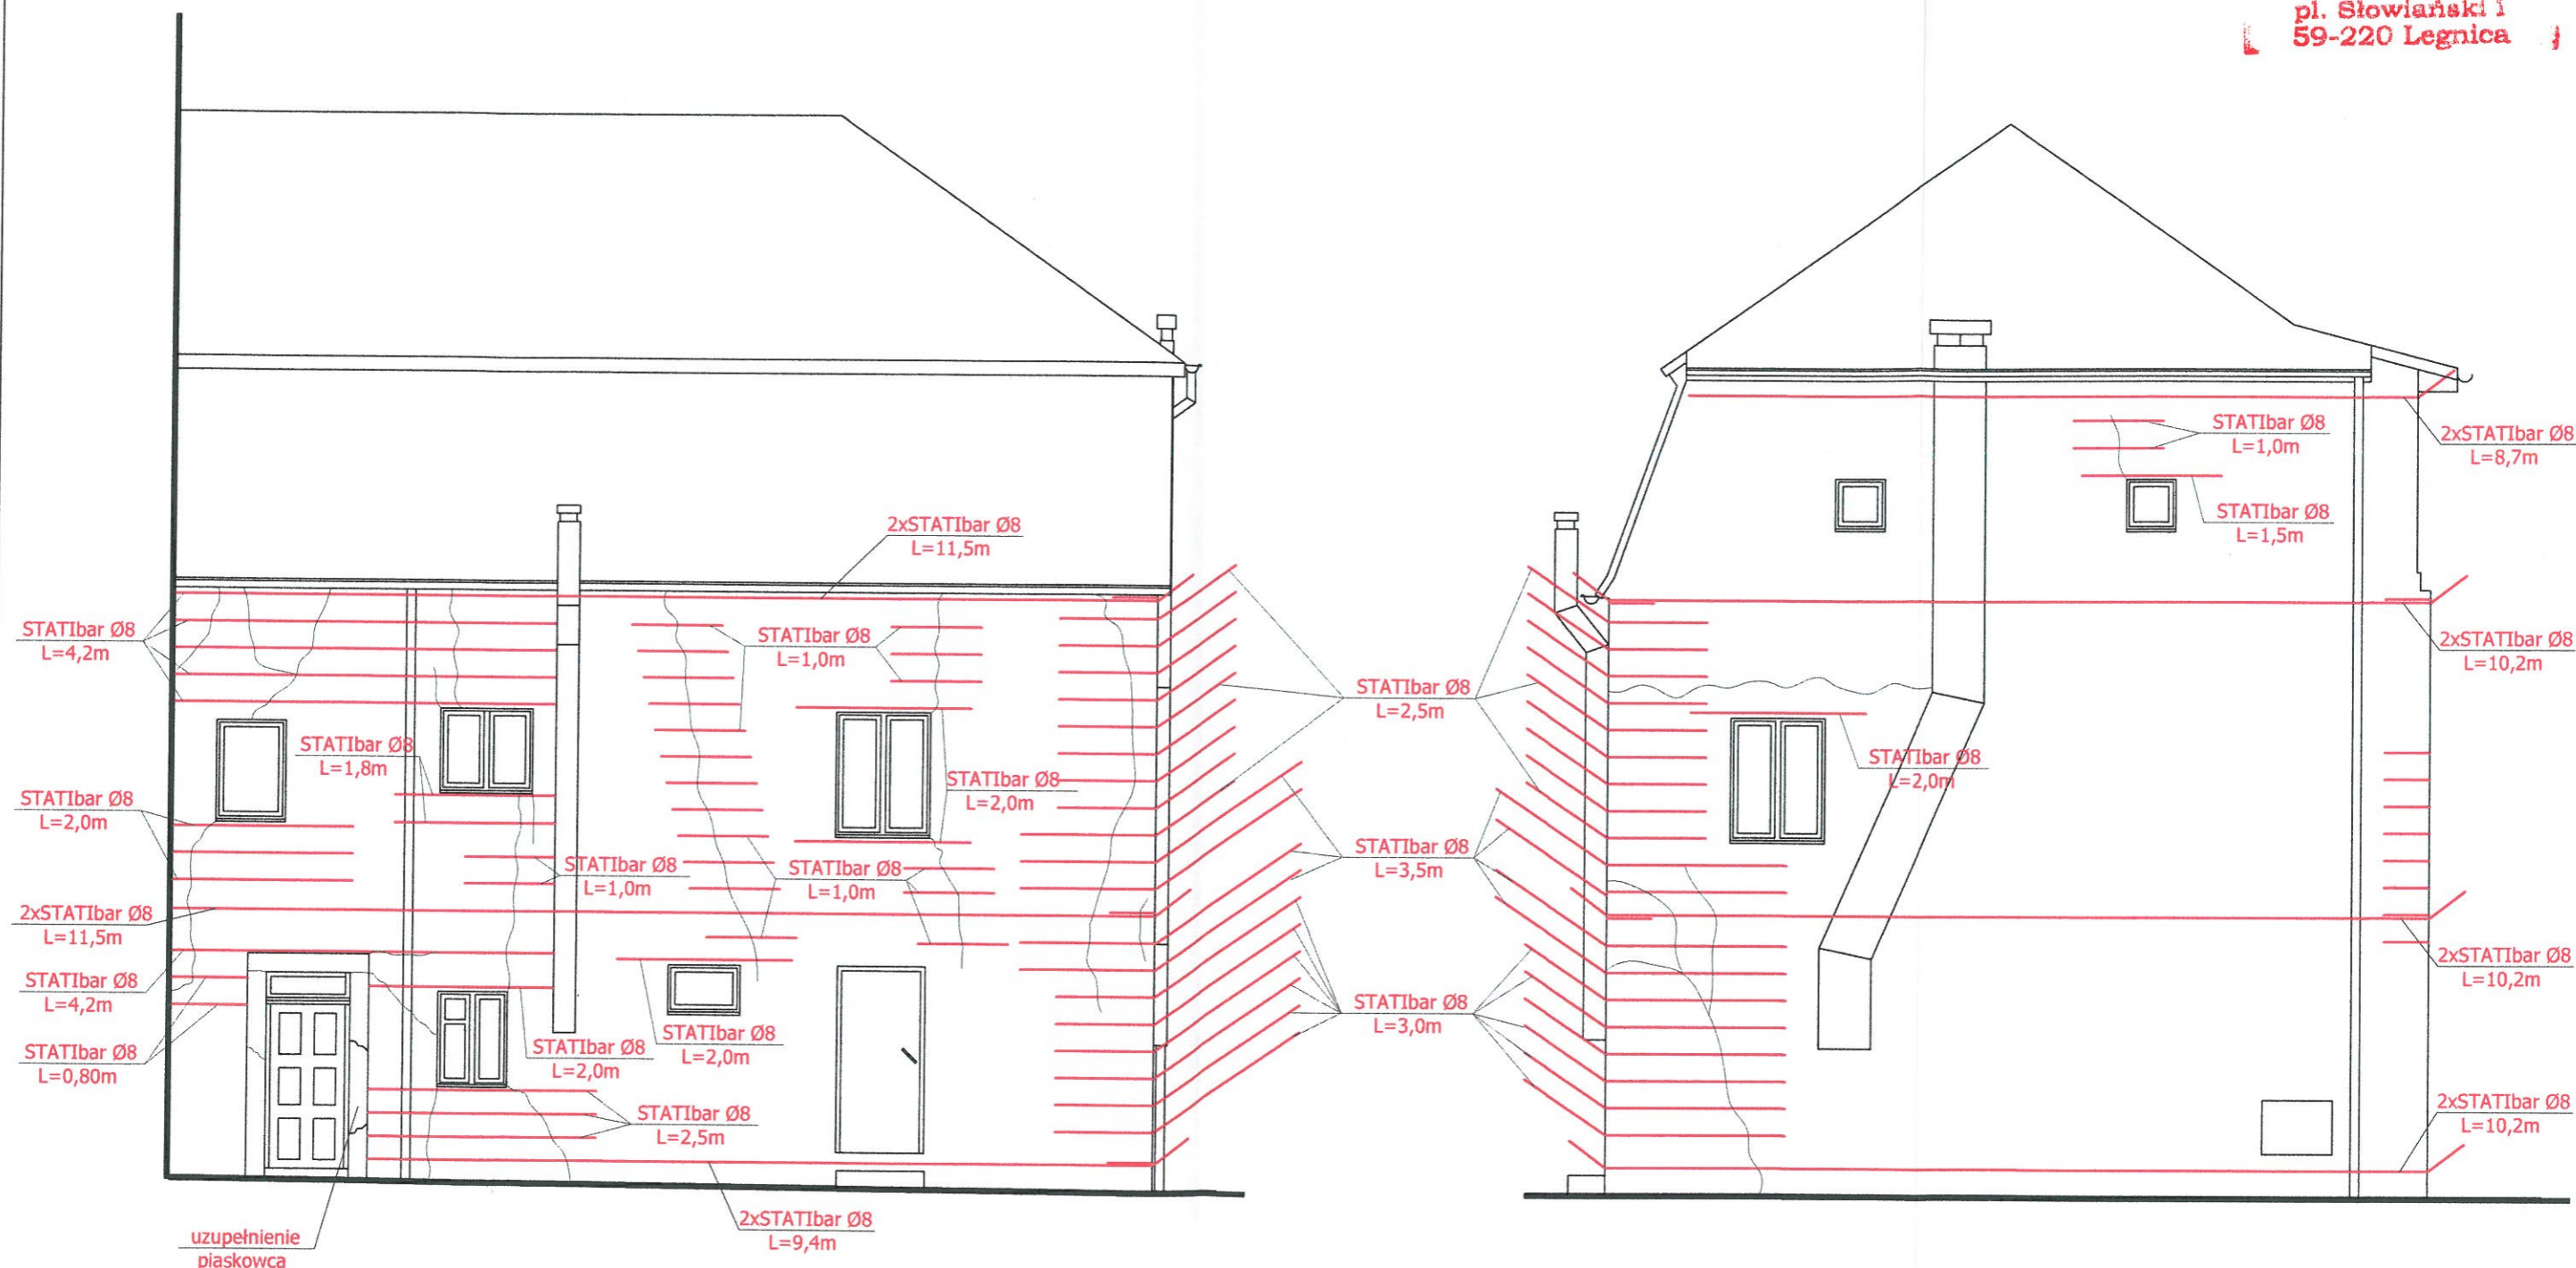 pl. Słowiański 1
59-220 Legnica
STATIbar Ø8
L=1,0m
2xSTATIbar Ø8
L=8,7m
STATIbar Ø8
L=1,5m
2xSTATIbar Ø8
L=11,5m
STATIbar Ø8
L=4,2m
STATIbar Ø8
L=1,0m
2xSTATIbar Ø8
L=10,2m
STATIbar Ø8
L=2,5m
STATIbar Ø8
L=1,8m
STATIbar Ø8
L=2,0m
STATIbar Ø8
L=2,0m
STATIbar Ø8
L=2,0m
STATIbar Ø8
L=3,5m
STATIbar Ø8
L=1,0m
STATIbar Ø8
L=1,0m
2xSTATIbar Ø8
L=11,5m
2xSTATIbar Ø8
L=10,2m
STATIbar Ø8
L=4,2m
STATIbar Ø8
L=3,0m
STATIbar Ø8
L=2,0m
STATIbar Ø8
L=2,0m
STATIbar Ø8
L=0,80m
STATIbar Ø8
L=2,5m
2xSTATIbar Ø8
L=10,2m
2xSTATIbar Ø8
L=9,4m
uzupełnienie
piaskowca